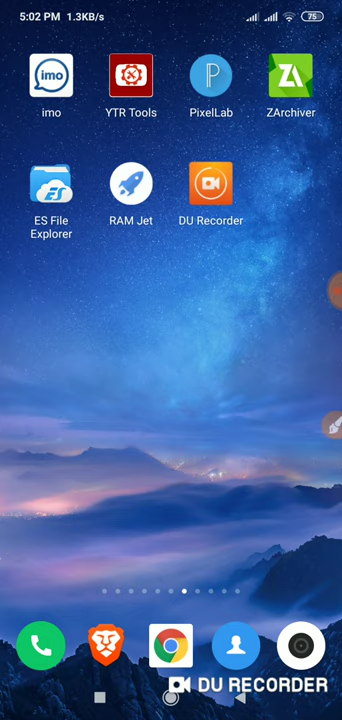 5:02 PM 1.3KB/s 75
imo
imo YTR Tools PixelLab ZArchiver
ES
ES File Explorer RAM Jet DU Recorder
DU RECORDER